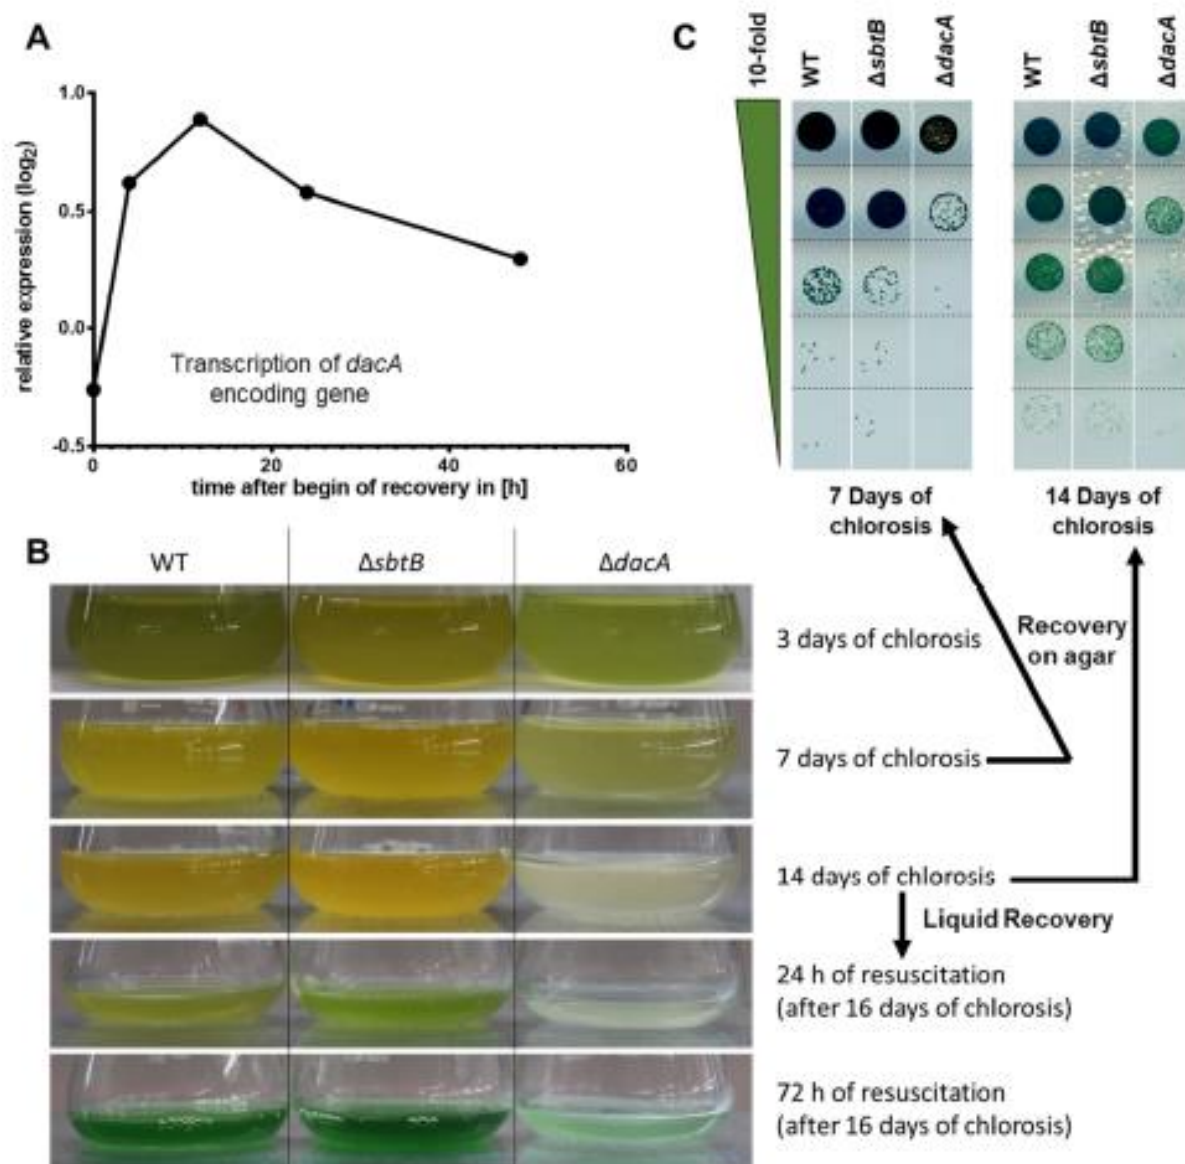 A
1.0
0.5
0.0
-0.5
relative expression (log2)
Transcription of dacA
encoding gene
0
20
40
60
time after begin of recovery in [h]
C
10-fold
WT
ΔsbtB
ΔdacA
WT
ΔsbtB
ΔdacA
7 Days of
chlorosis
14 Days of
chlorosis
B
WT
ΔsbtB
ΔdacA
3 days of chlorosis
Recovery
on agar
7 days of chlorosis
14 days of chlorosis
Liquid Recovery
24 h of resuscitation
(after 16 days of chlorosis)
72 h of resuscitation
(after 16 days of chlorosis)